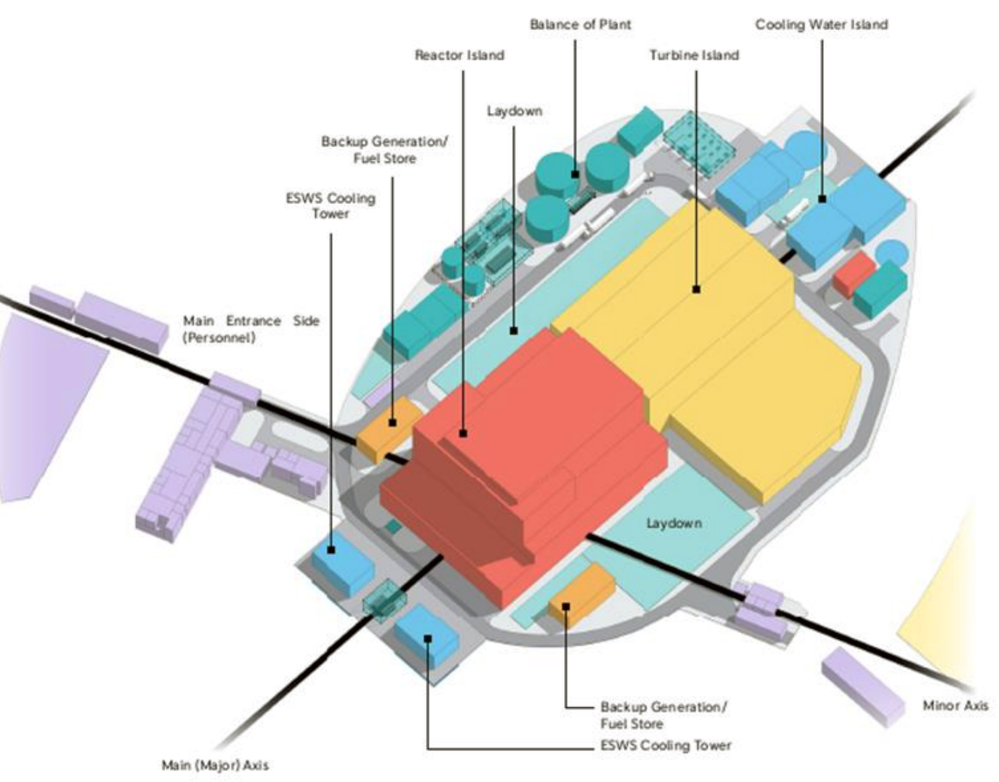 Balance of Plant
Cooling Water Island
Reactor Island
Turbine Island
Laydown
Backup Generation/
Fuel Store
ESWS Cooling
Tower
Main Entrance Side
(Personnel)
Laydown
Backup Generation/
Fuel Store
Minor Axis
ESWS Cooling Tower
Main (Major) Axis